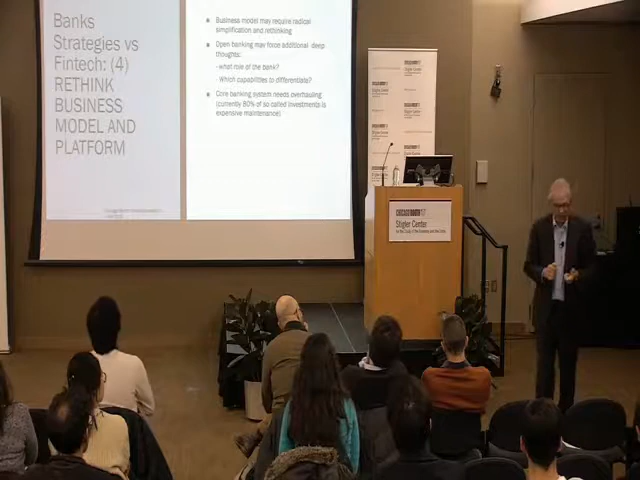 Banks
Strategies vs
Fintech: (4)
RETHINK
BUSINESS
MODEL AND
PLATFORM
Business model may require radical
simplification and rethinking
Open banking may force additional deep
thoughts:
- what role of the bank?
- Which capabilities to differentiate?
Core banking system needs overhauling
(currently 80% of so called investments is
expensive maintenance)
CHICAGO BOOTH
Stigler Center